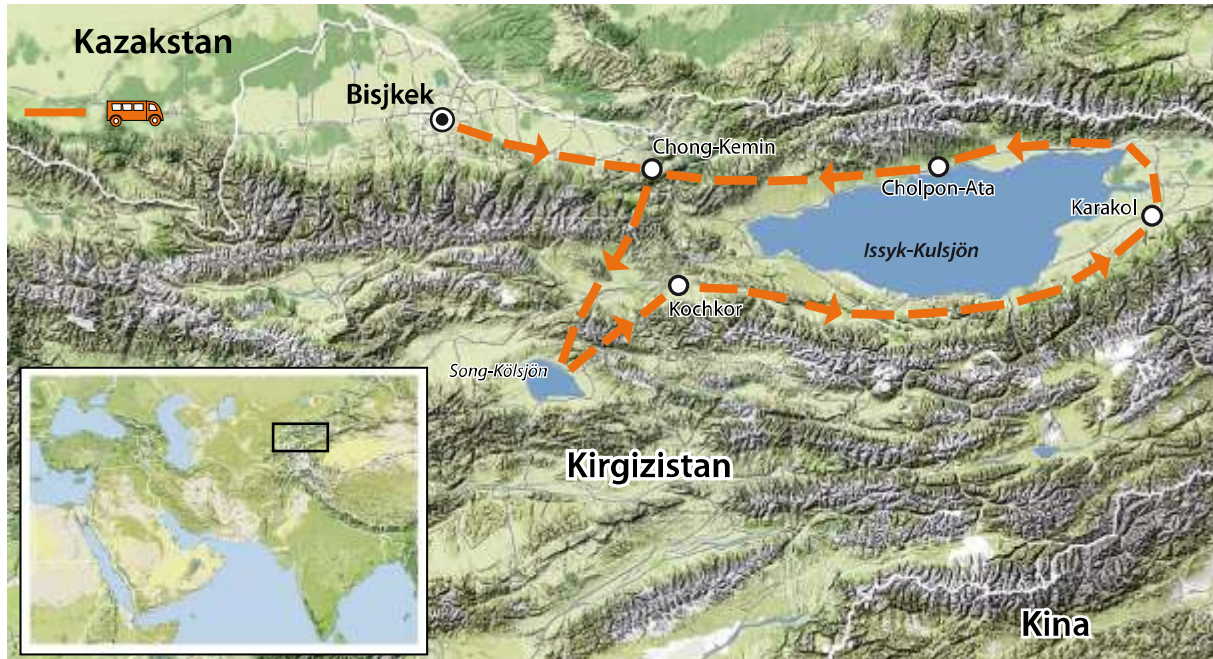 Kazakstan
Bisjkek
Chong-Kemin
Cholpon-Ata
Karakol
Issyk-Kulsjön
Kochkor
Song-Kölsjön
Kirgizistan
Kina